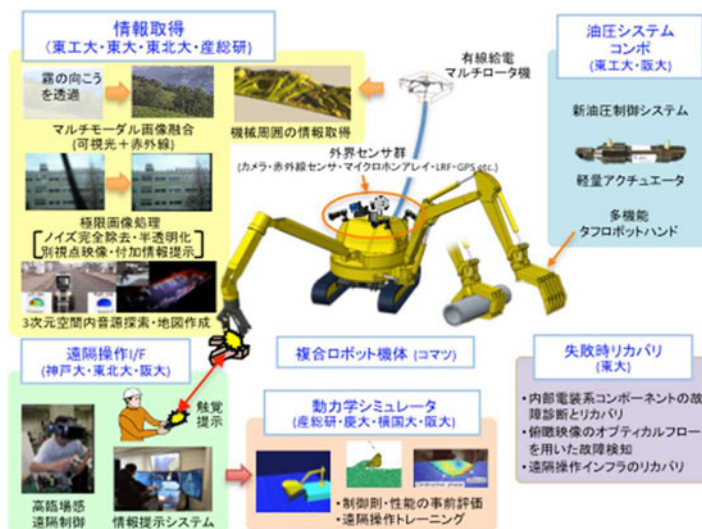 情報取得
(東工大・東大・東北大・産総研)
霧の向こう
を透過
マルチモーダル画像融合
(可視光＋赤外線)
機械周囲の情報取得
極限画像処理
ノイズ完全除去・半透明化
別視点映像・付加情報提示
3次元空間内音源探索・地図作成
有線給電
マルチロータ機
外界センサ群
(カメラ・赤外線センサ・マイクロホンアレイ・LRF・GPS etc.)
油圧システム
コンポ
(東工大・阪大)
新油圧制御システム
軽量アクチュエータ
多機能
タフロボットハンド
遠隔操作I/F
(神戸大・東北大・阪大)
触覚
提示
高臨場感
遠隔制御
情報提示システム
複合ロボット機体 (コマツ)
動力学シミュレータ
(産総研・慶大・横国大・阪大)
・制御則・性能の事前評価
・遠隔操作トレーニング
失敗時リカバリ
(東大)
・内部電装系コンポーネントの故
障診断とリカバリ
・俯瞰映像のオプティカルフロー
を用いた故障検知
・遠隔操作インフラのリカバリ